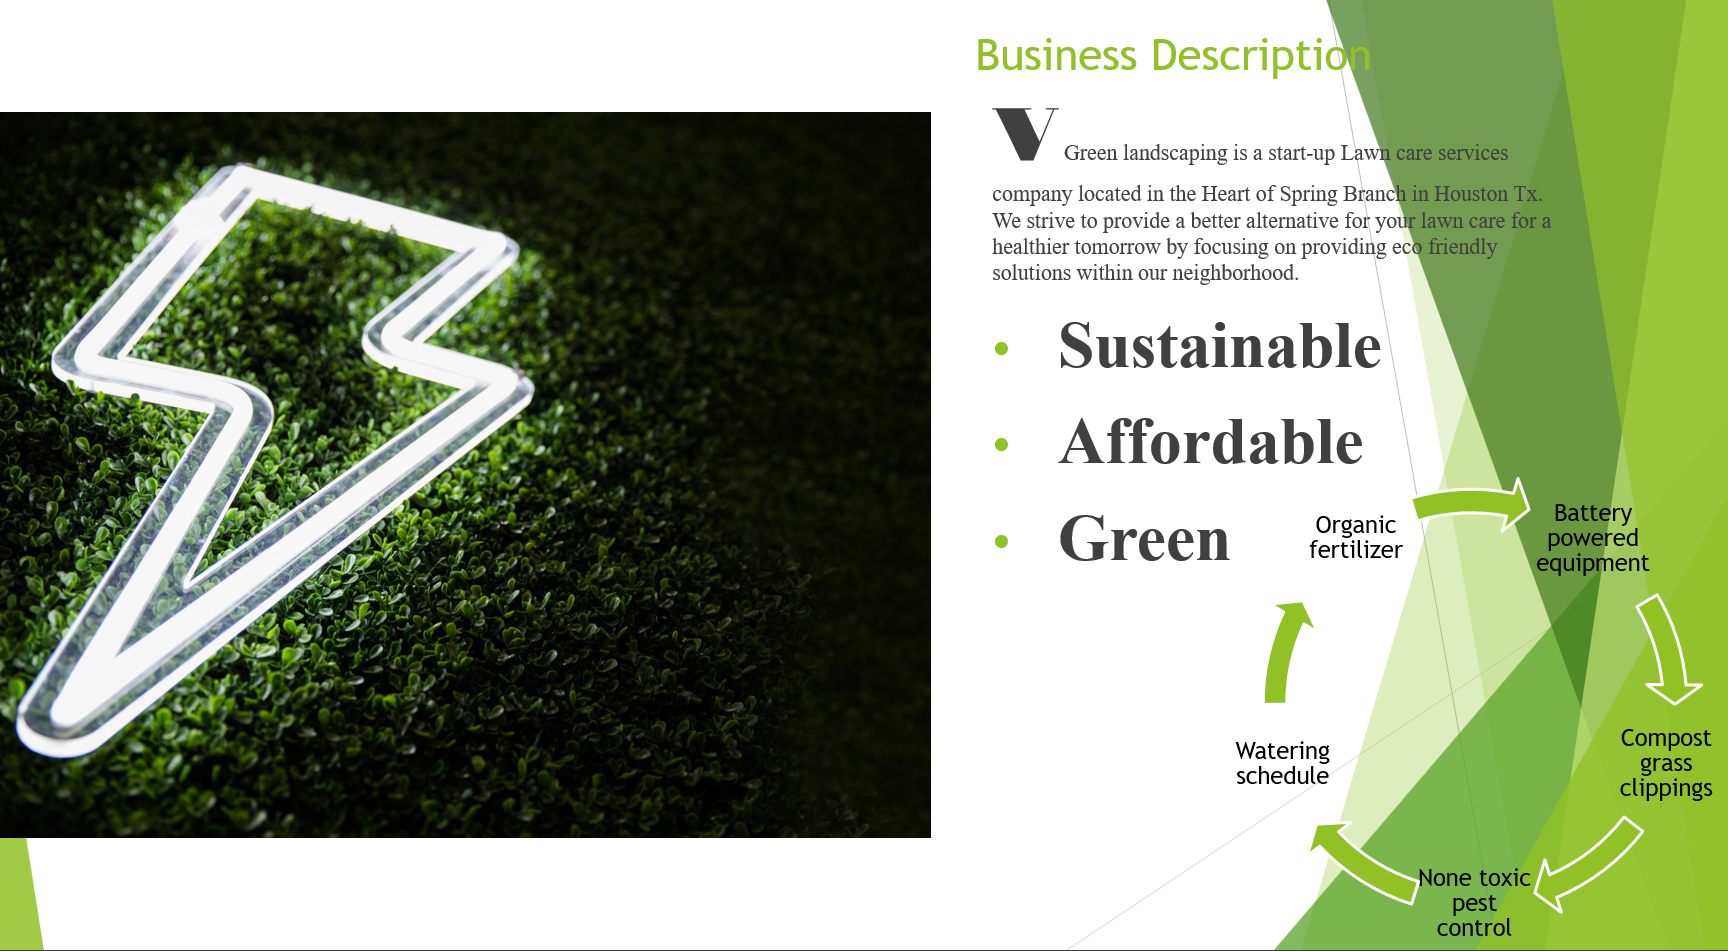 Business Description
V Green landscaping is a start-up Lawn care services
company located in the Heart of Spring Branch in Houston Tx.
We strive to provide a better alternative for your lawn care for a
healthier tomorrow by focusing on providing eco friendly
solutions within our neighborhood.
• Sustainable
• Affordable
• Green
Organic
fertilizer
Battery
powered
equipment
Compost
grass
clippings
None toxic
pest
control
Watering
schedule